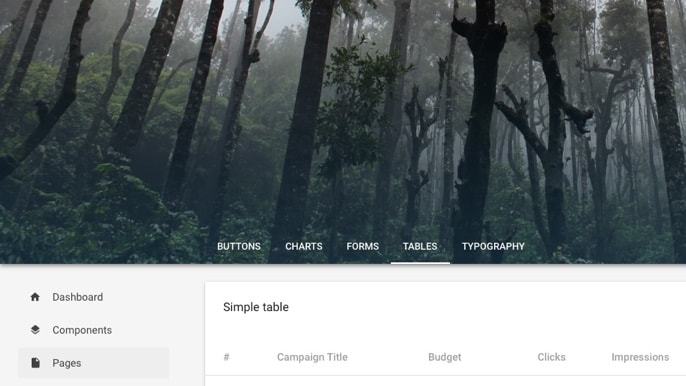 BUTTONS CHARTS FORMS TABLES TYPOGRAPHY
Dashboard
Components
Pages
Simple table
# Campaign Title Budget Clicks Impressions